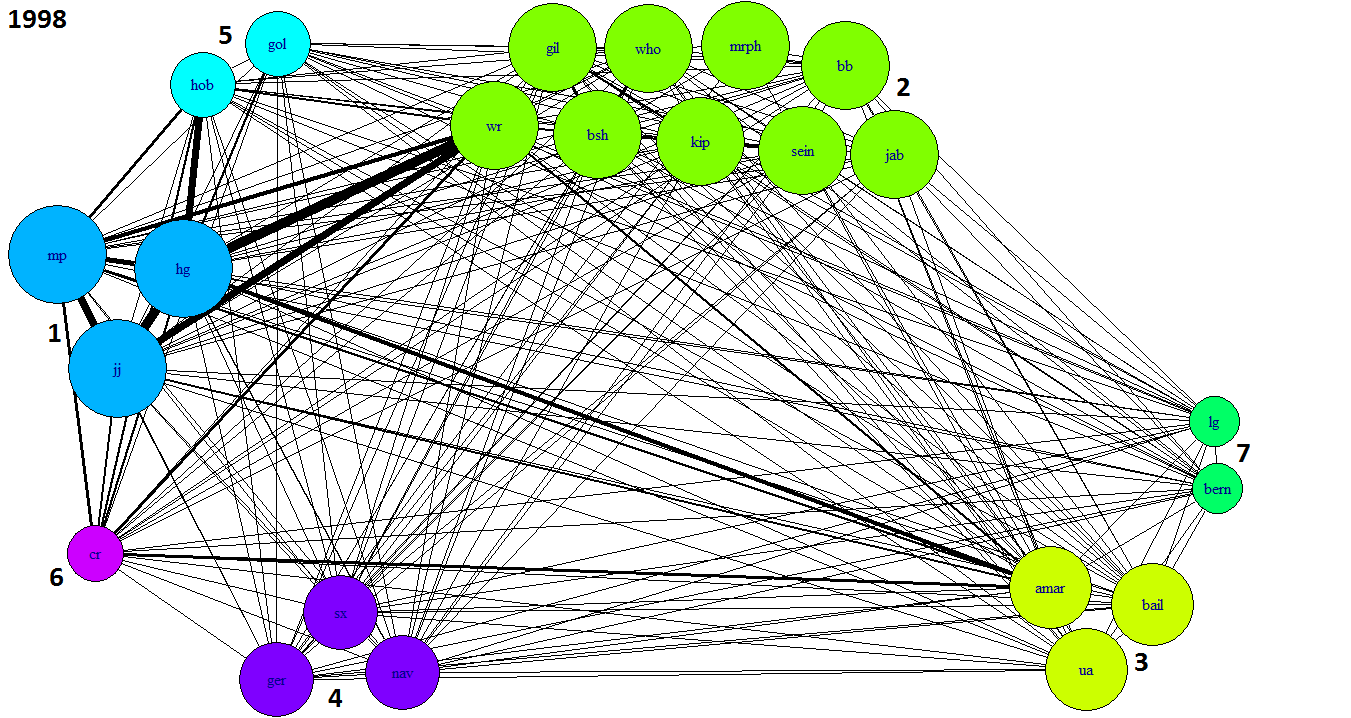 1998
5
gol
hob
gil
who
mrph
bb
2
wr
bsh
kip
sein
jab
mp
hg
1
jj
lg
7
bern
cr
6
sx
ger
nav
4
amar
bail
ua
3